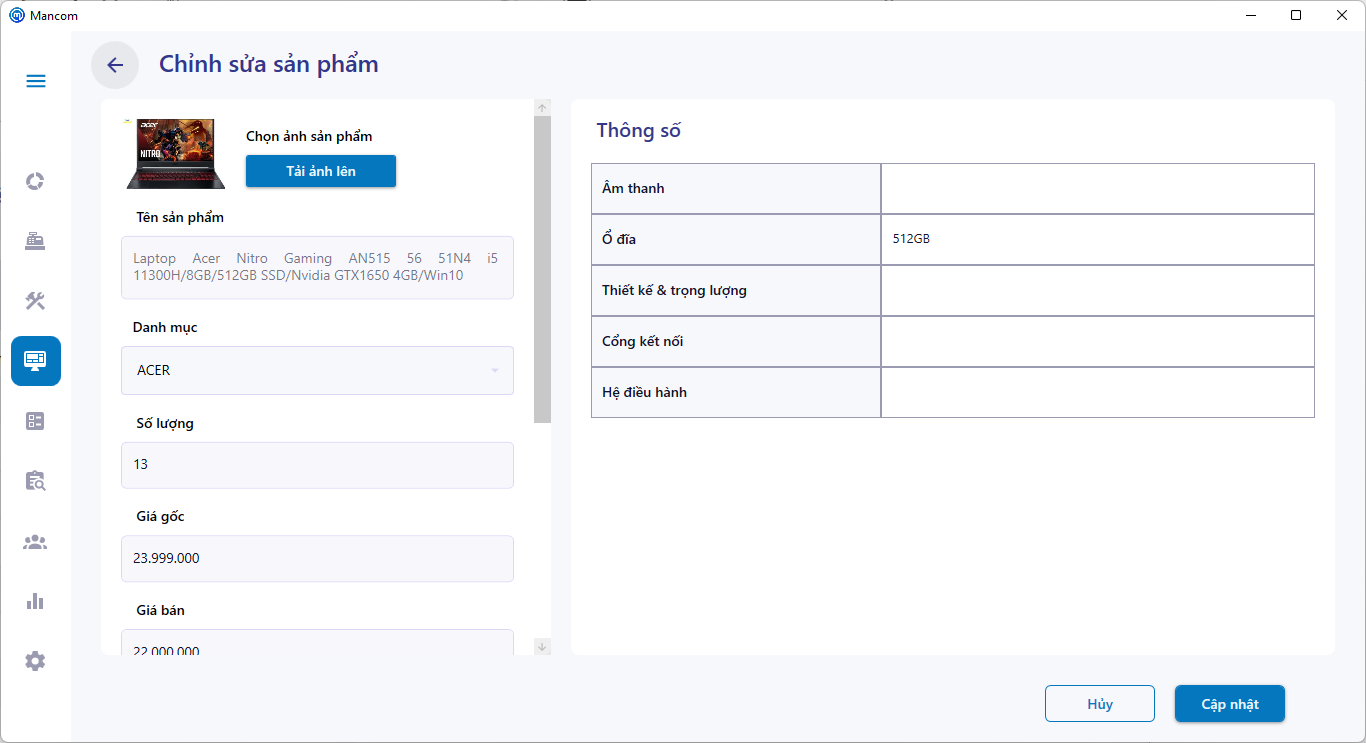 Mancom
Chỉnh sửa sản phẩm
acer
NITRO
Chọn ảnh sản phẩm
Tải ảnh lên
Tên sản phẩm
Laptop Acer Nitro Gaming AN515 56 51N4 i5
11300H/8GB/512GB SSD/Nvidia GTX1650 4GB/Win10
Danh mục
ACER
Số lượng
13
Giá gốc
23.999.000
Giá bán
22.000.000
Thông số
Âm thanh
Ổ đĩa
512GB
Thiết kế & trọng lượng
Cổng kết nối
Hệ điều hành
Hủy
Cập nhật